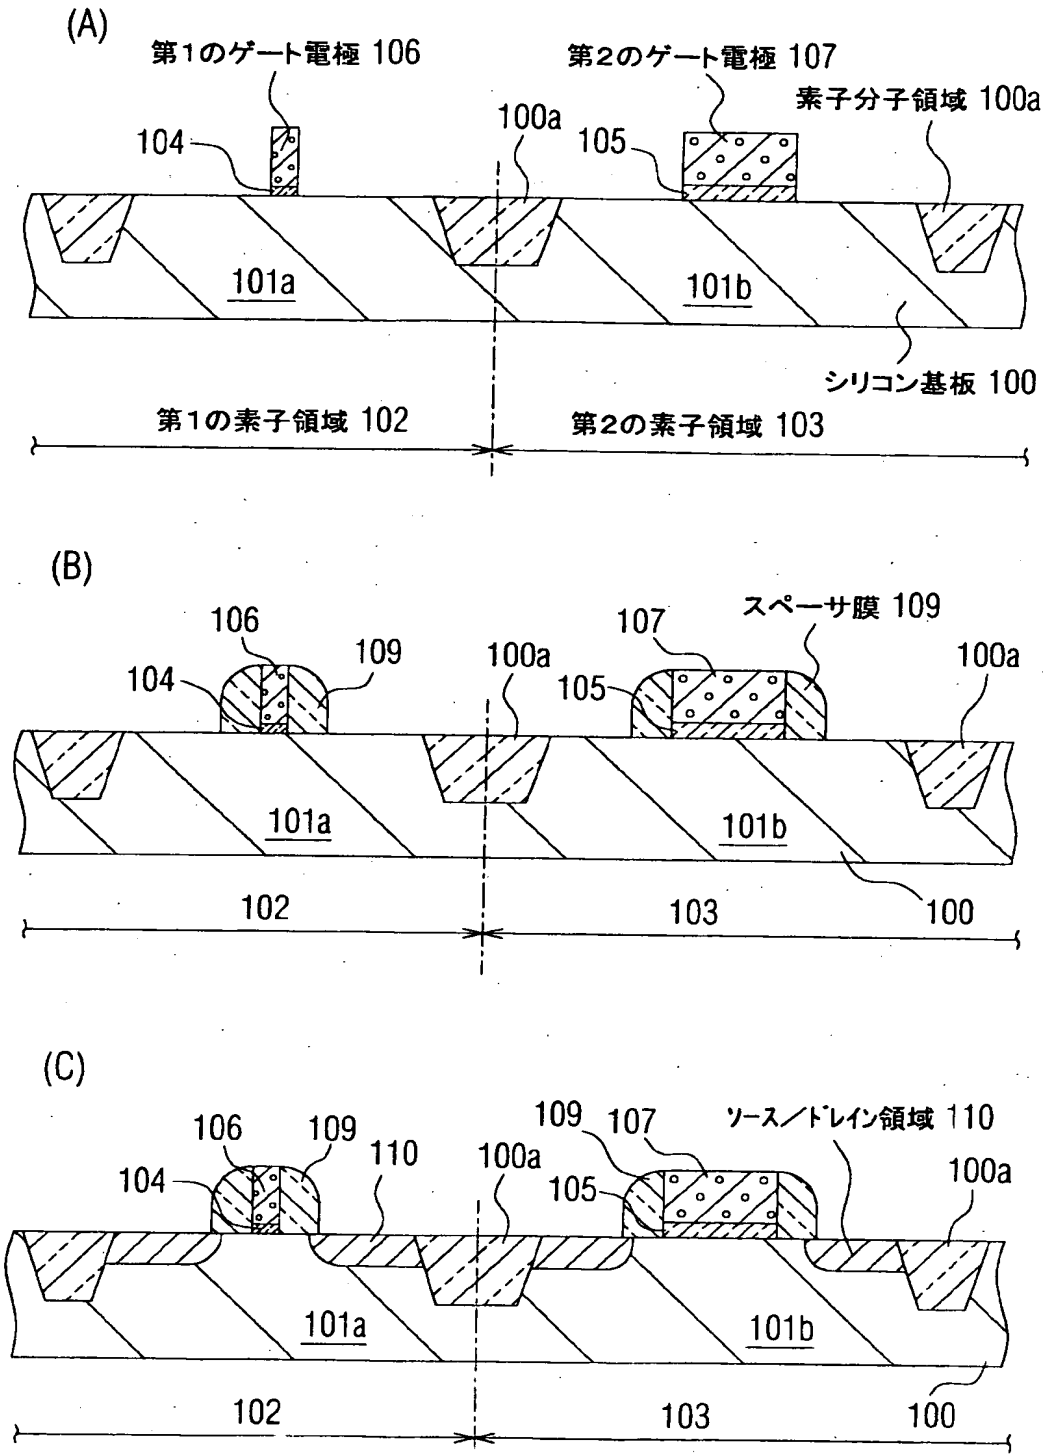 (A)
第1のゲート電極 106
第2のゲート電極 107
素子分子領域 100a
104
100a
105
101a
101b
シリコン基板 100
第1の素子領域 102
第2の素子領域 103
(B)
106
107
スペーサ膜 109
104
109
100a
105
100a
101a
101b
102
103
100
(C)
106
109
110
100a
109
107
ソース/ドレイン領域 110
104
105
100a
101a
101b
102
103
100